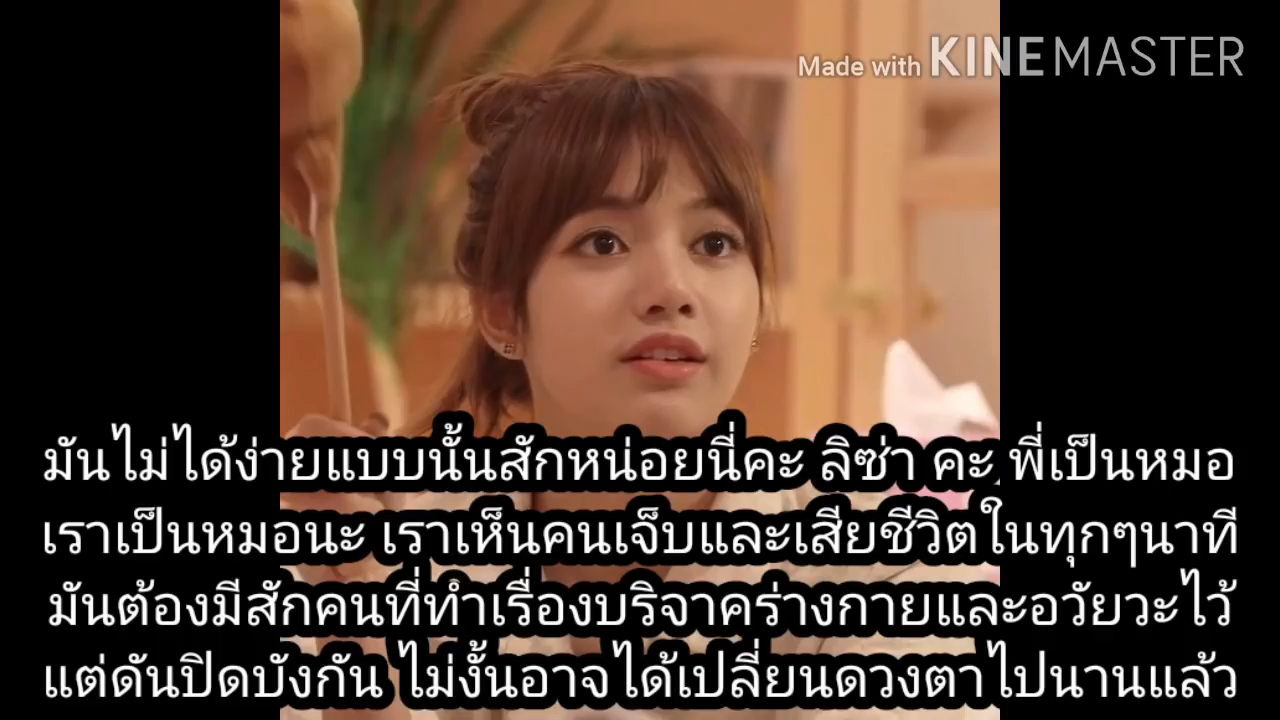 Made with KINEMASTER
มันไม่ได้ง่ายแบบนั้นสักหน่อยนี่คะ ลิซ่า คะ พี่เป็นหมอ
เราเป็นหมอนะ เราเห็นคนเจ็บและเสียชีวิตในทุกๆนาที
มันต้องมีสักคนที่ทำเรื่องบริจาคร่างกายและอวัยวะไว้
แต่ดันปิดบังกัน ไม่งั้นอาจได้เปลี่ยนดวงตาไปนานแล้ว